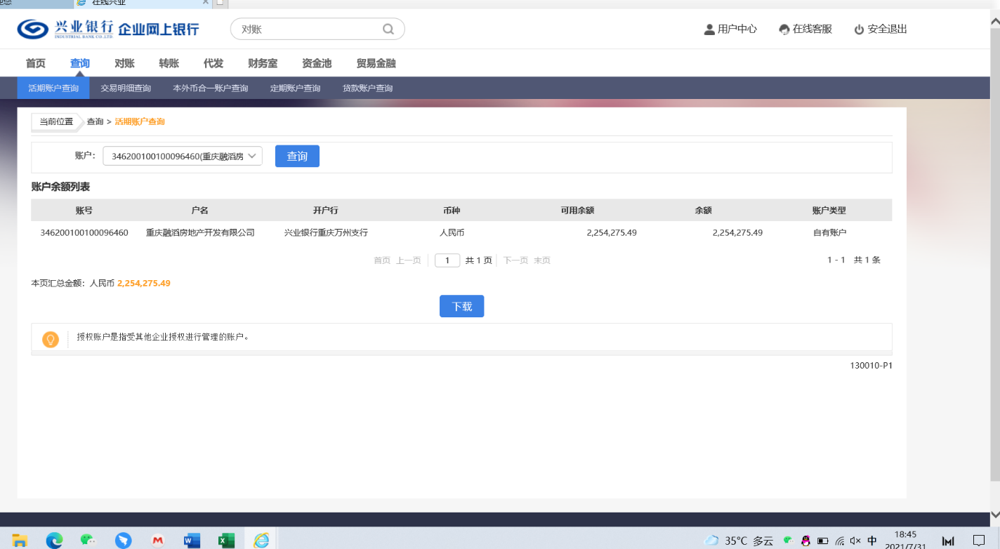 在线兴业
兴业银行 企业网上银行 对账 用户中心 在线客服 安全退出
INDUSTRIAL BANK CO.,LTD.
首页 查询 对账 转账 代发 财务室 资金池 贸易金融
活期账户查询 交易明细查询 本外币合一账户查询 定期账户查询 贷款账户查询
当前位置 查询 > 活期账户查询
账户: 346200100100096460(重庆融滔房 查询
账户余额列表
账号 户名 开户行 币种 可用余额 余额 账户类型
346200100100096460 重庆融滔房地产开发有限公司 兴业银行重庆万州支行 人民币 2,254,275.49 2,254,275.49 自有账户
首页 上一页 1 共 1 页 下一页 末页 1 - 1 共 1 条
本页汇总金额: 人民币 2,254,275.49
下载
授权账户是指受其他企业授权进行管理的账户。
130010-P1
35°C 多云 中 18:45
2021/7/31